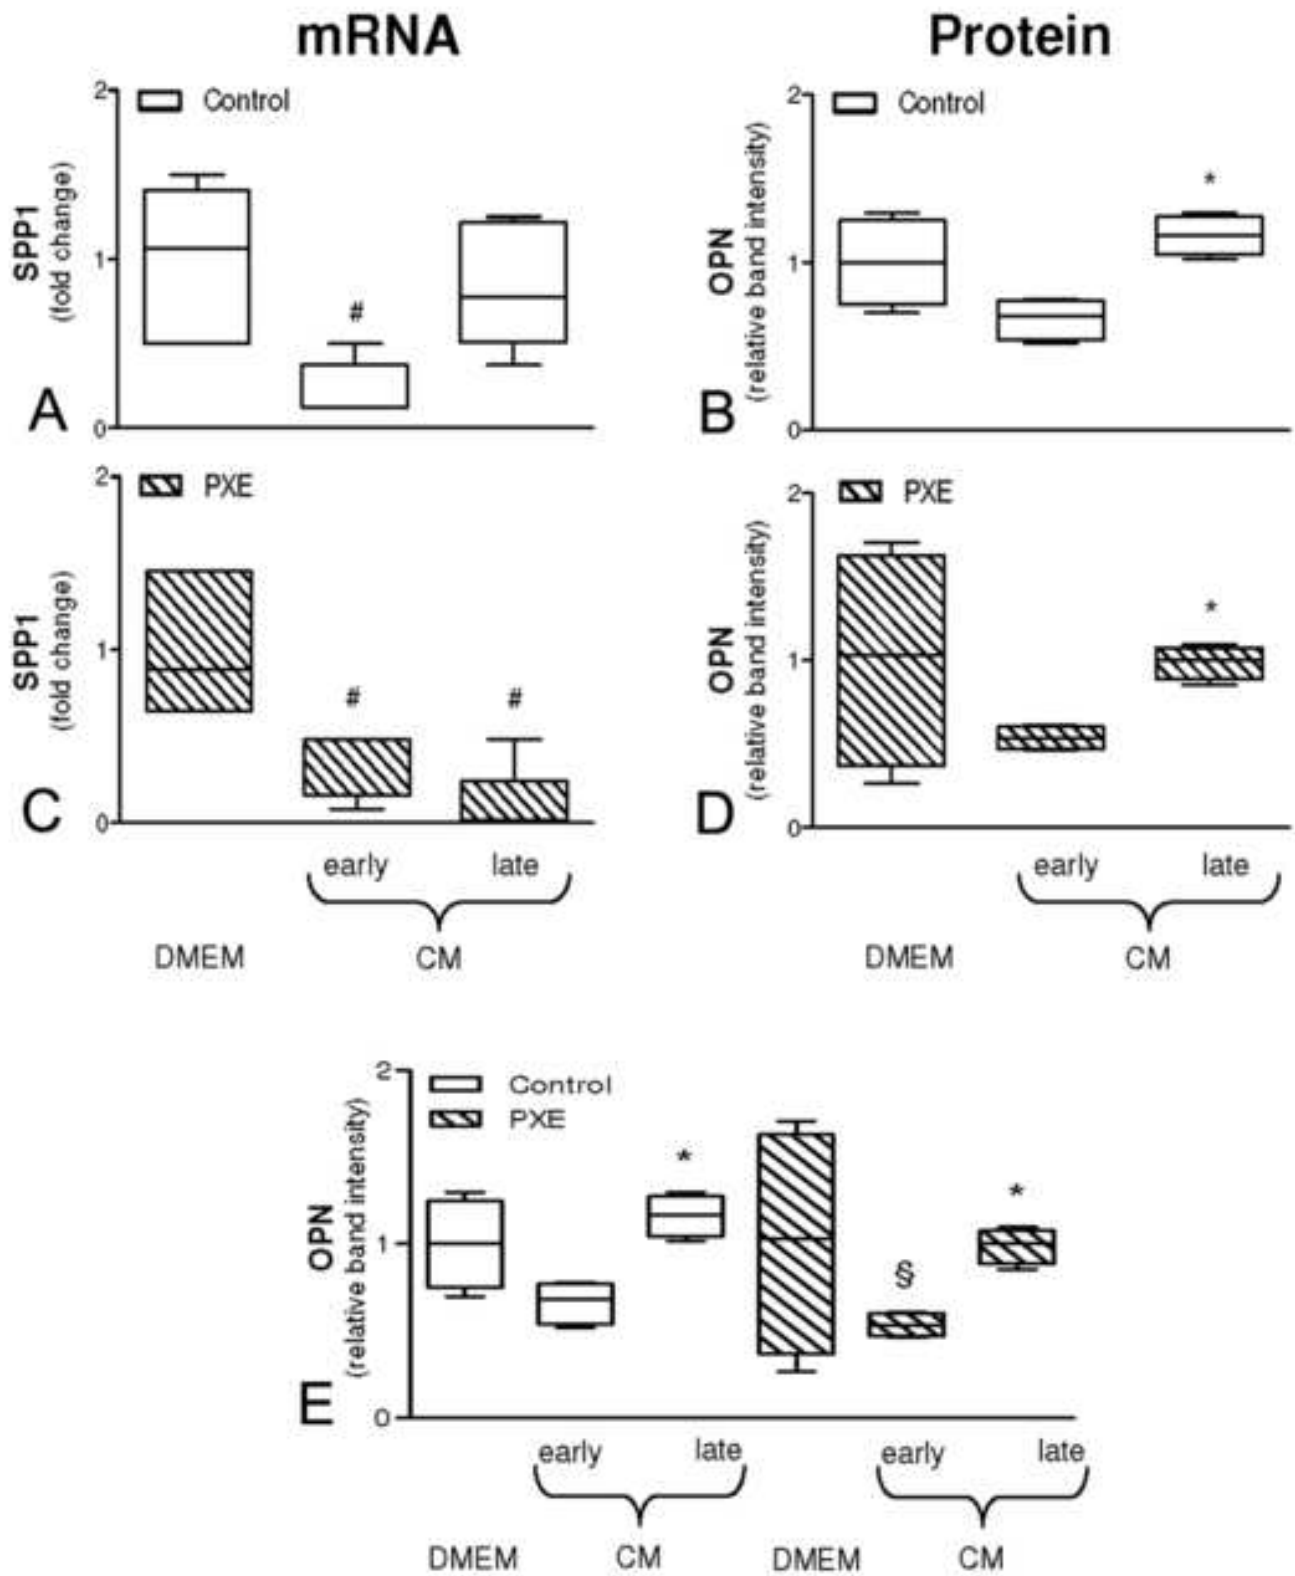 mRNA
Protein
2
Control
SPP1
(fold change)
1
#
A
0
2
Control
OPN
(relative band intensity)
*
1
B
0
2
PXE
SPP1
(fold change)
1
#
#
C
0
early
late
DMEM
CM
2
PXE
OPN
(relative band intensity)
*
1
D
0
early
late
DMEM
CM
2
Control
PXE
OPN
(relative band intensity)
*
*
§
1
E
0
early
late
early
late
DMEM
CM
DMEM
CM